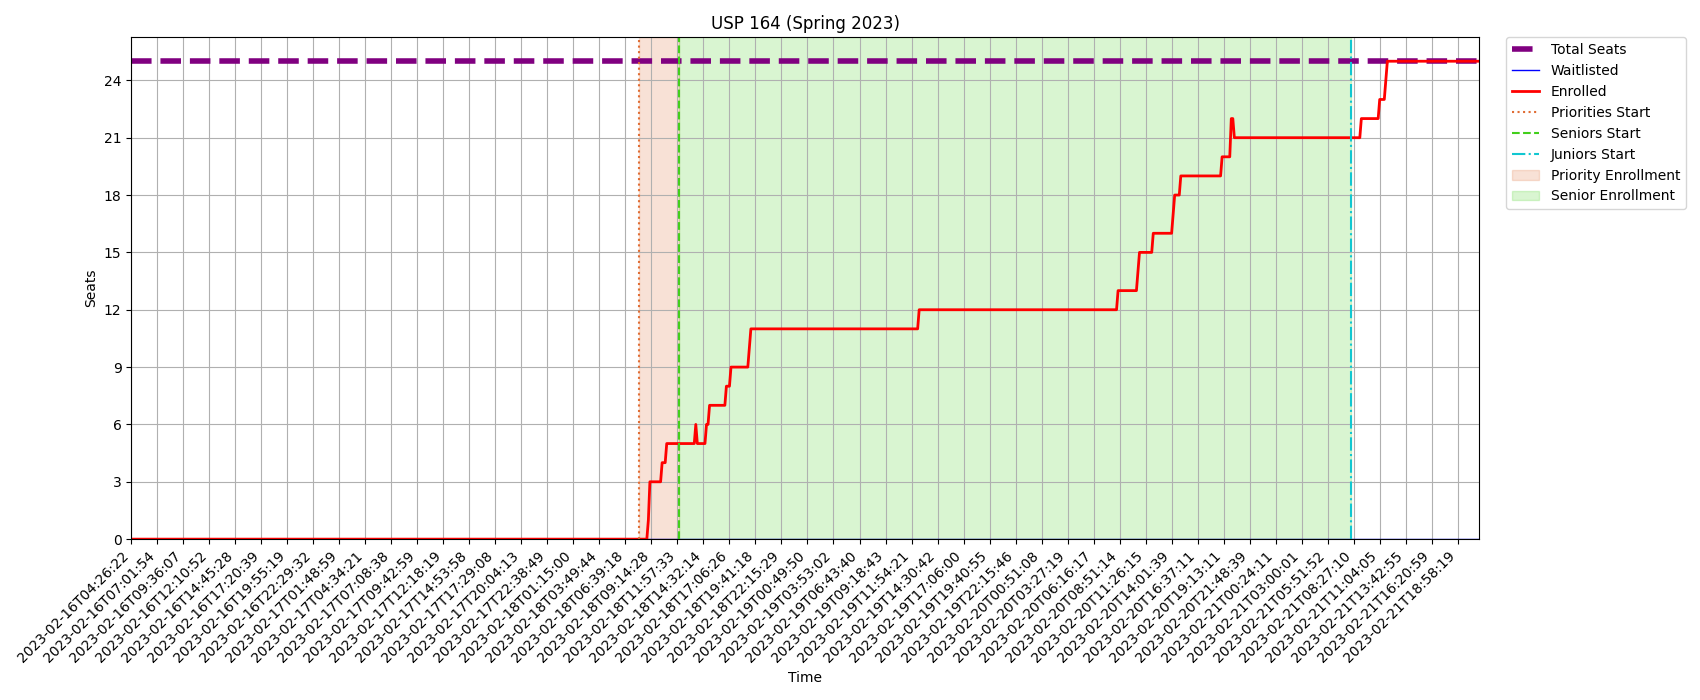 USP 164 (Spring 2023)
Total Seats
Waitlisted
Enrolled
Priorities Start
Seniors Start
Juniors Start
Priority Enrollment
Senior Enrollment
Seats
24
21
18
15
12
9
6
3
0
2023-02-16T04:26:22
2023-02-16T07:01:54
2023-02-16T09:36:07
2023-02-16T12:10:52
2023-02-16T14:45:28
2023-02-16T17:20:39
2023-02-16T19:55:19
2023-02-16T22:29:32
2023-02-17T01:48:59
2023-02-17T04:34:21
2023-02-17T07:08:38
2023-02-17T09:42:59
2023-02-17T12:18:19
2023-02-17T14:53:58
2023-02-17T17:29:08
2023-02-17T20:04:13
2023-02-17T22:38:49
2023-02-18T01:15:00
2023-02-18T03:49:44
2023-02-18T06:39:18
2023-02-18T09:14:28
2023-02-18T11:57:33
2023-02-18T14:32:14
2023-02-18T17:06:26
2023-02-18T19:41:18
2023-02-18T22:15:29
2023-02-19T00:49:50
2023-02-19T03:53:02
2023-02-19T06:43:40
2023-02-19T09:18:43
2023-02-19T11:54:21
2023-02-19T14:30:42
2023-02-19T17:06:00
2023-02-19T19:40:55
2023-02-19T22:15:46
2023-02-20T00:51:08
2023-02-20T03:27:19
2023-02-20T06:16:17
2023-02-20T08:51:14
2023-02-20T11:26:15
2023-02-20T14:01:39
2023-02-20T16:37:11
2023-02-20T19:13:11
2023-02-20T21:48:39
2023-02-21T00:24:11
2023-02-21T03:00:01
2023-02-21T05:51:52
2023-02-21T08:27:10
2023-02-21T11:04:05
2023-02-21T13:42:55
2023-02-21T16:20:59
2023-02-21T18:58:19
Time